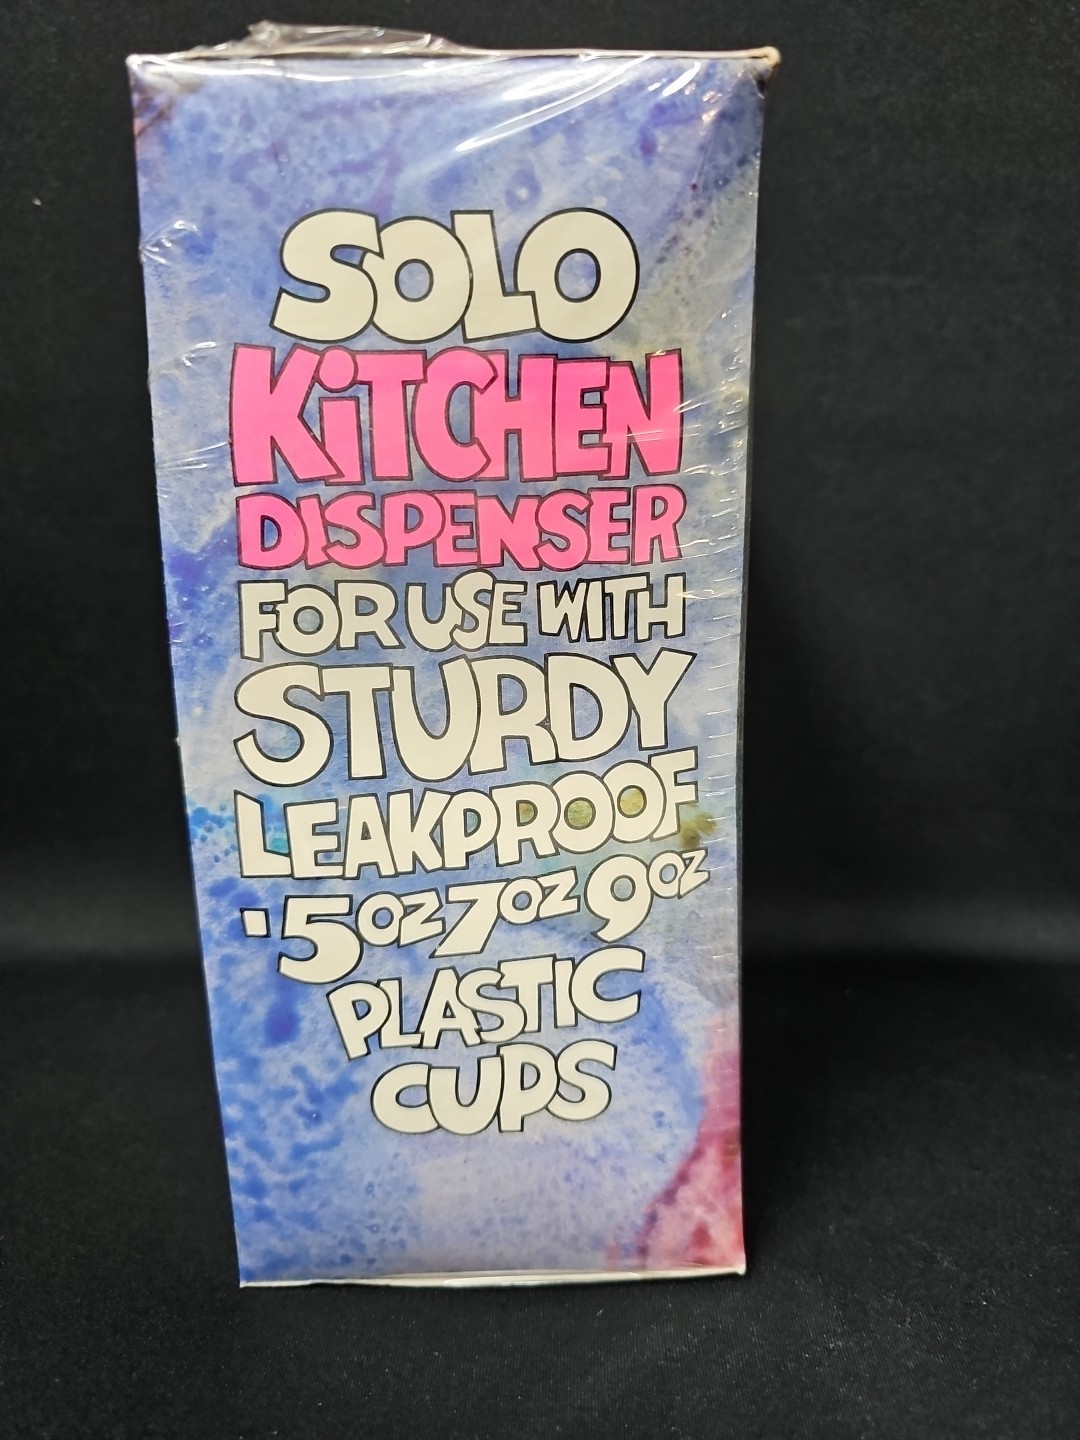 SOLO
KiTCHEN
DISPENSER
FOR USE WITH
STURDY
LEAKPROOF
·5OZ 7OZ 9OZ
PLASTIC
CUPS